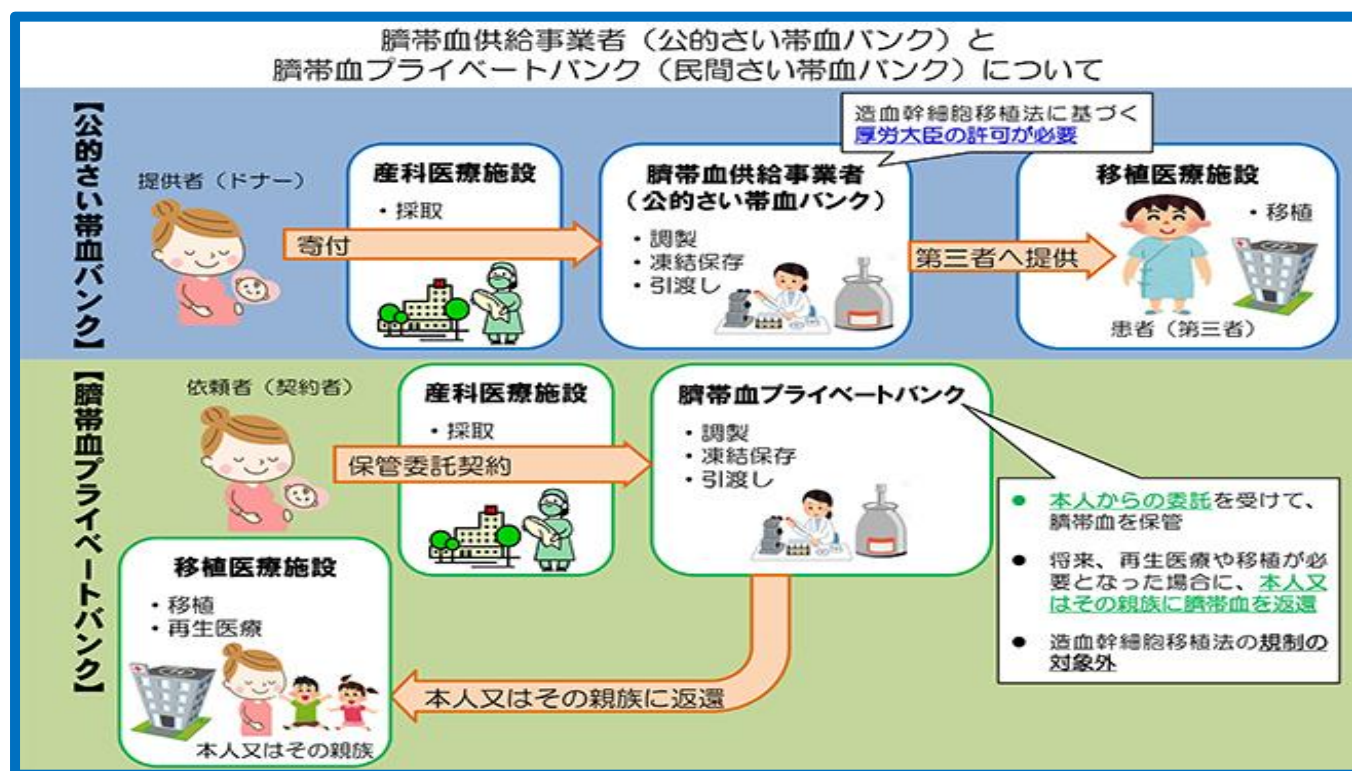 臍帯血供給事業者（公的さい帯血バンク）と
臍帯血プライベートバンク（民間さい帯血バンク）について
【公的さい帯血バンク】
提供者（ドナー）
産科医療施設
・採取
寄付
造血幹細胞移植法に基づく
厚労大臣の許可が必要
臍帯血供給事業者
（公的さい帯血バンク）
・調製
・凍結保存
・引渡し
第三者へ提供
移植医療施設
・移植
患者（第三者）
【臍帯血プライベートバンク】
依頼者（契約者）
産科医療施設
・採取
保管委託契約
臍帯血プライベートバンク
・調製
・凍結保存
・引渡し
● 本人からの委託を受けて、
臍帯血を保管
● 将来、再生医療や移植が必
要となった場合に、本人又
はその親族に臍帯血を返還
● 造血幹細胞移植法の規制の
対象外
移植医療施設
・移植
・再生医療
本人又はその親族
本人又はその親族に返還